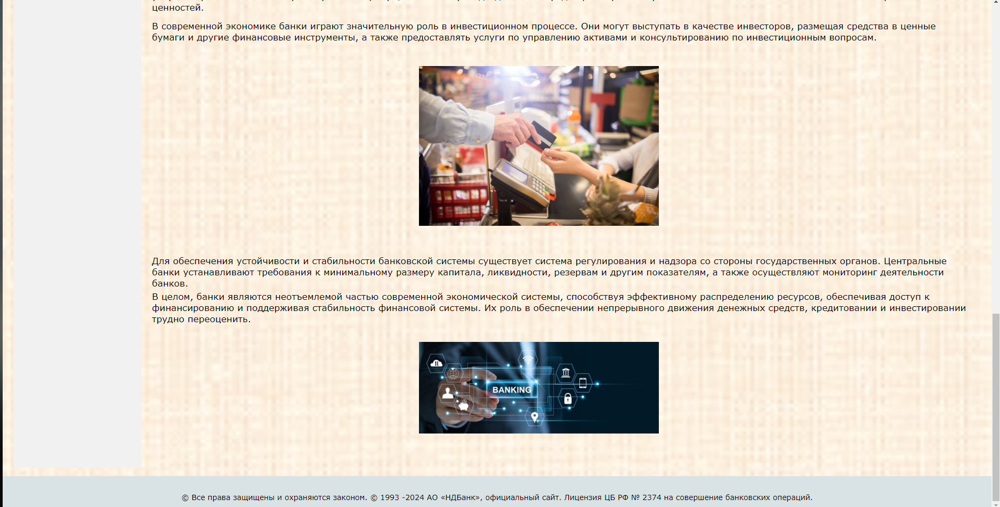 ценностей.
В современной экономике банки играют значительную роль в инвестиционном процессе. Они могут выступать в качестве инвесторов, размещая средства в ценные
бумаги и другие финансовые инструменты, а также предоставлять услуги по управлению активами и консультированию по инвестиционным вопросам.
Для обеспечения устойчивости и стабильности банковской системы существует система регулирования и надзора со стороны государственных органов. Центральные
банки устанавливают требования к минимальному размеру капитала, ликвидности, резервам и другим показателям, а также осуществляют мониторинг деятельности
банков.
В целом, банки являются неотъемлемой частью современной экономической системы, способствуя эффективному распределению ресурсов, обеспечивая доступ к
финансированию и поддерживая стабильность финансовой системы. Их роль в обеспечении непрерывного движения денежных средств, кредитовании и инвестировании
трудно переоценить.
BANKING
© Все права защищены и охраняются законом. © 1993 -2024 АО «НДБанк», официальный сайт. Лицензия ЦБ РФ № 2374 на совершение банковских операций.